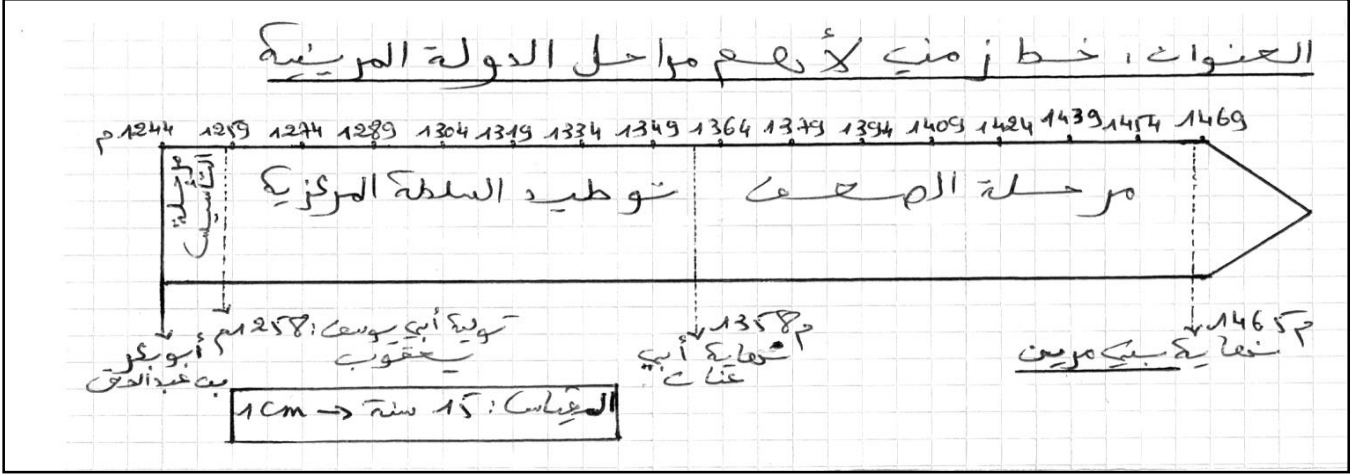 العنوان: خط زمني لأهم مراحل الدولة المرينية
1244م 1259 1274 1289 1304 1319 1334 1349 1364 1379 1394 1409 1424 1439 1454 1469
مرحلة
التأسيس
توطيد السلطة المركزية
مرحلة الضعف
أبو بكر
بن عبد الحق
1258م: تولية أبي يوسف
يعقوب
1358م
نهاية أبي
عنان
1465م
نهاية بني مرين
المقياس: 15 سنة → 1cm